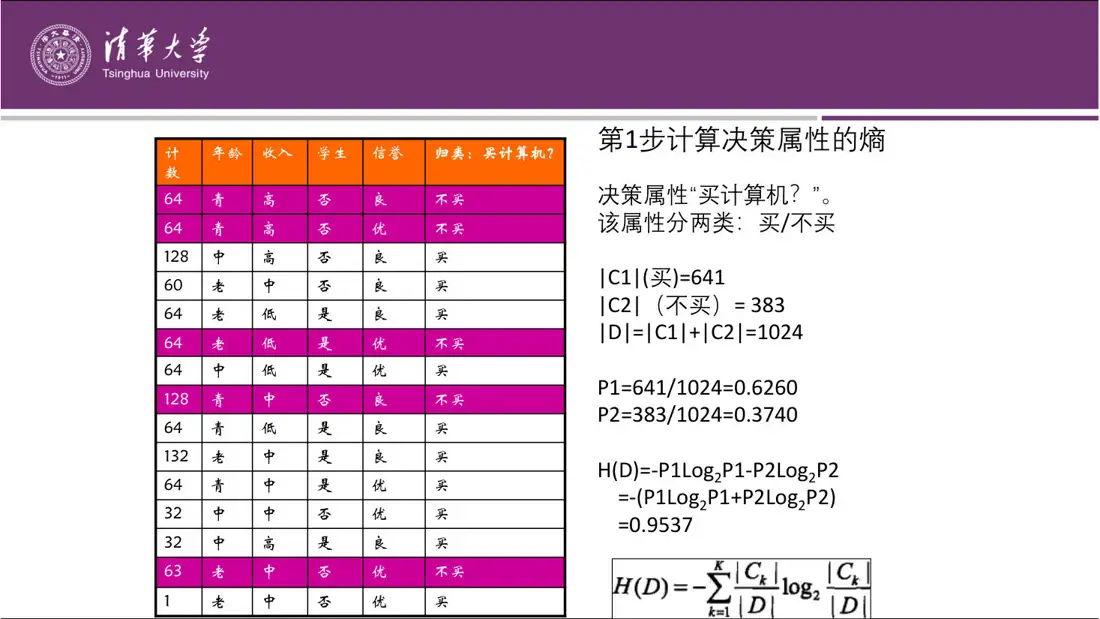 清华大学
Tsinghua University
计数 年龄 收入 学生 信誉 归类：买计算机？
64 青 高 否 良 不买
64 青 高 否 优 不买
128 中 高 否 良 买
60 老 中 否 良 买
64 老 低 是 良 买
64 老 低 是 优 不买
64 中 低 是 优 买
128 青 中 否 良 不买
64 青 低 是 良 买
132 老 中 是 良 买
64 青 中 是 优 买
32 中 中 否 优 买
32 中 高 是 良 买
63 老 中 否 优 不买
1 老 中 否 优 买
第1步计算决策属性的熵
决策属性“买计算机？”。
该属性分两类：买/不买
|C1|(买)=641
|C2|（不买）= 383
|D|=|C1|+|C2|=1024
P1=641/1024=0.6260
P2=383/1024=0.3740
H(D)=-P1Log₂P1-P2Log₂P2
=-(P1Log₂P1+P2Log₂P2)
=0.9537
H(D)=-∑_{k=1}^{K} |C_k|/|D| log₂ |C_k|/|D|